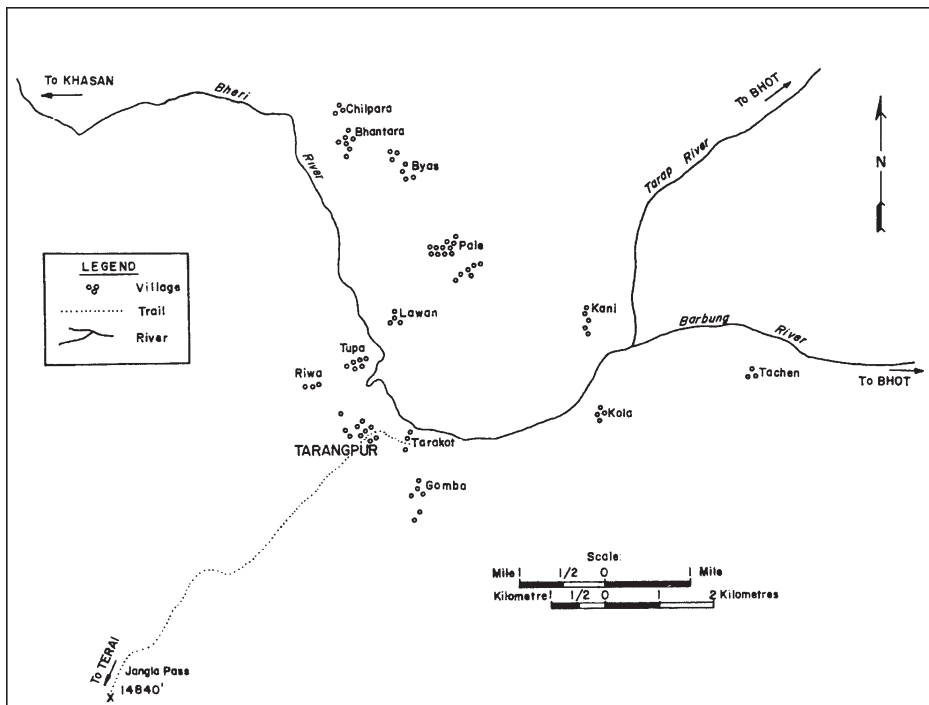 To KHASAN
Bheri
River
Chilpara
Bhantara
Byas
To BHOT
Tarap River
N
Pale
LEGEND
Village
Trail
River
Lawan
Kani
Barbung
River
Tupa
Riwa
Tachen
To BHOT
Kola
TARANGPUR
Tarakot
Gomba
Scale:
Mile 1 1/2 0 1 Mile
Kilometre 1 1/2 0 1 2 Kilometres
To TERAI
Jangla Pass
X 14840'